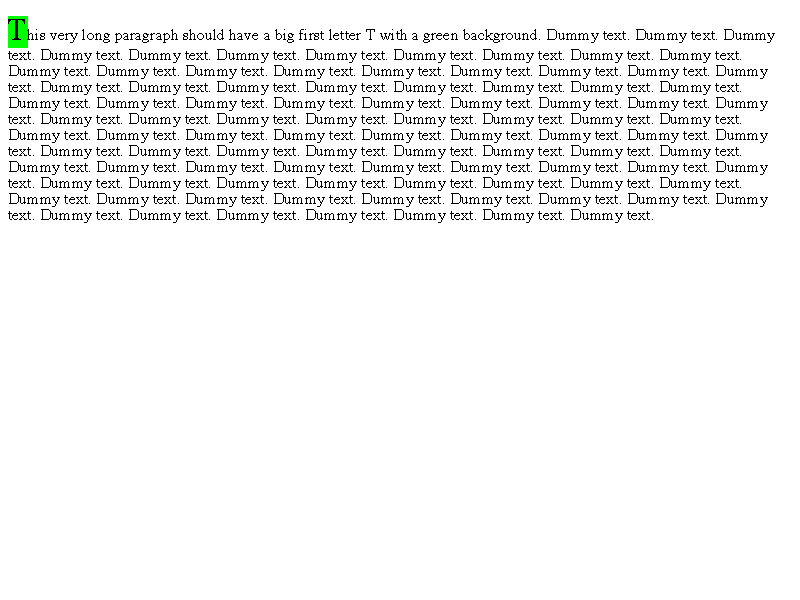 This very long paragraph should have a big first letter T with a green background. Dummy text. Dummy text. Dummy
text. Dummy text. Dummy text. Dummy text. Dummy text. Dummy text. Dummy text. Dummy text. Dummy text.
Dummy text. Dummy text. Dummy text. Dummy text. Dummy text. Dummy text. Dummy text. Dummy text. Dummy
text. Dummy text. Dummy text. Dummy text. Dummy text. Dummy text. Dummy text. Dummy text. Dummy text.
Dummy text. Dummy text. Dummy text. Dummy text. Dummy text. Dummy text. Dummy text. Dummy text. Dummy
text. Dummy text. Dummy text. Dummy text. Dummy text. Dummy text. Dummy text. Dummy text. Dummy text.
Dummy text. Dummy text. Dummy text. Dummy text. Dummy text. Dummy text. Dummy text. Dummy text. Dummy
text. Dummy text. Dummy text. Dummy text. Dummy text. Dummy text. Dummy text. Dummy text. Dummy text.
Dummy text. Dummy text. Dummy text. Dummy text. Dummy text. Dummy text. Dummy text. Dummy text. Dummy
text. Dummy text. Dummy text. Dummy text. Dummy text. Dummy text. Dummy text. Dummy text. Dummy text.
Dummy text. Dummy text. Dummy text. Dummy text. Dummy text. Dummy text. Dummy text. Dummy text. Dummy
text. Dummy text. Dummy text. Dummy text. Dummy text. Dummy text. Dummy text. Dummy text.